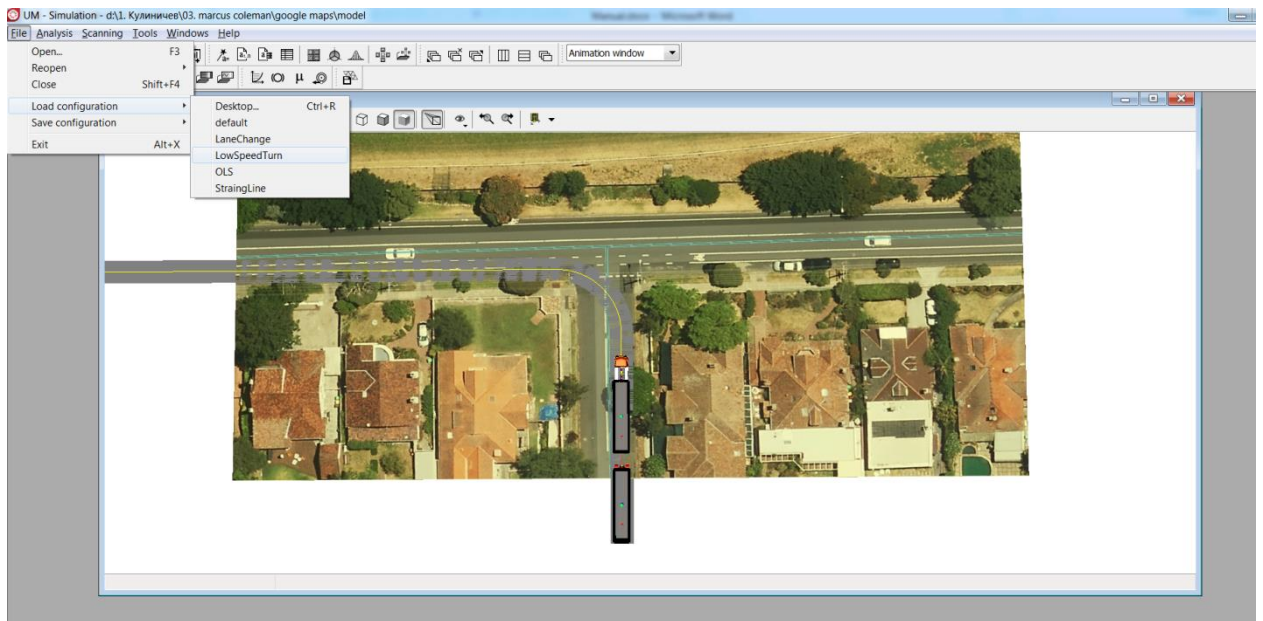 UM - Simulation - d:\1. Кулиничев\03. marcus coleman\google maps\model
Manual.docx - Microsoft Word
File Analysis Scanning Tools Windows Help
Open... F3
Reopen
Close Shift+F4
Load configuration
Save configuration
Exit Alt+X
Desktop... Ctrl+R
default
LaneChange
LowSpeedTurn
OLS
StraingLine
Animation window